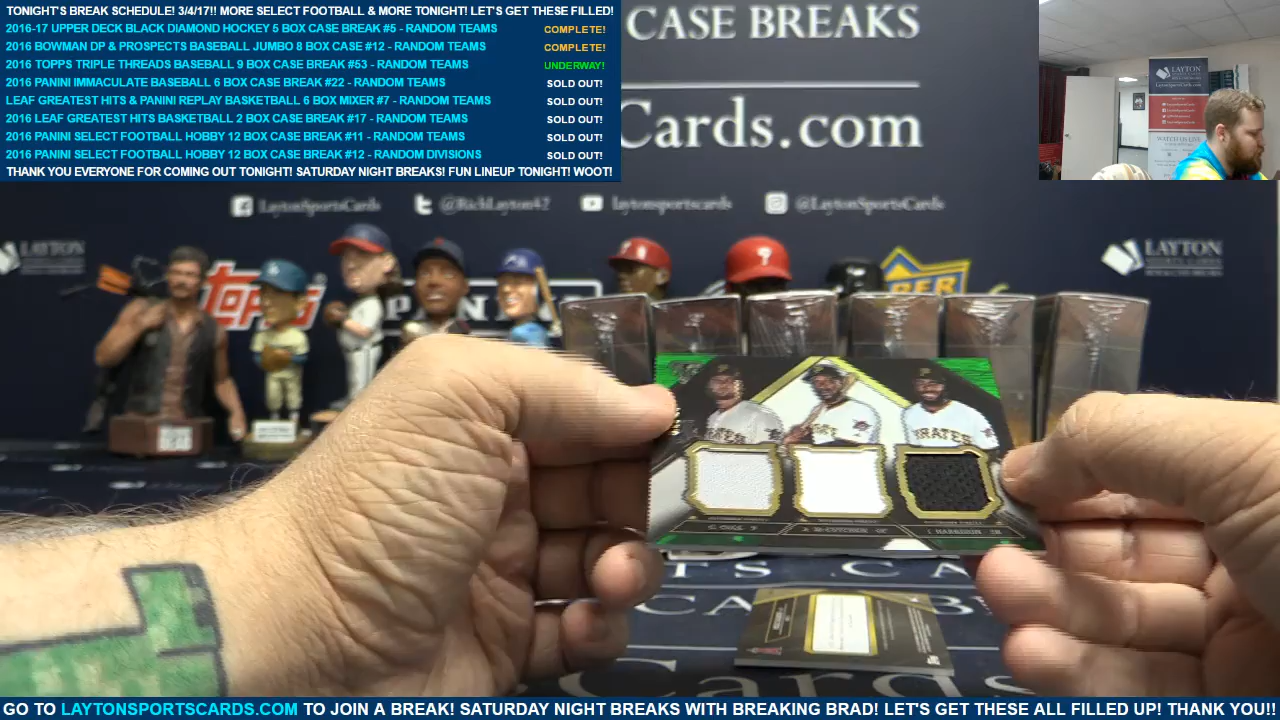 TONIGHT'S BREAK SCHEDULE! 3/4/17!! MORE SELECT FOOTBALL & MORE TONIGHT! LET'S GET THESE FILLED!
2016-17 UPPER DECK BLACK DIAMOND HOCKEY 5 BOX CASE BREAK #5 - RANDOM TEAMS COMPLETE!
2016 BOWMAN DP & PROSPECTS BASEBALL JUMBO 8 BOX CASE #12 - RANDOM TEAMS COMPLETE!
2016 TOPPS TRIPLE THREADS BASEBALL 9 BOX CASE BREAK #53 - RANDOM TEAMS UNDERWAY!
2016 PANINI IMMACULATE BASEBALL 6 BOX CASE BREAK #22 - RANDOM TEAMS SOLD OUT!
LEAF GREATEST HITS & PANINI REPLAY BASKETBALL 6 BOX MIXER #7 - RANDOM TEAMS SOLD OUT!
2016 LEAF GREATEST HITS BASKETBALL 2 BOX CASE BREAK #17 - RANDOM TEAMS SOLD OUT!
2016 PANINI SELECT FOOTBALL HOBBY 12 BOX CASE BREAK #11 - RANDOM TEAMS SOLD OUT!
2016 PANINI SELECT FOOTBALL HOBBY 12 BOX CASE BREAK #12 - RANDOM DIVISIONS SOLD OUT!
THANK YOU EVERYONE FOR COMING OUT TONIGHT! SATURDAY NIGHT BREAKS! FUN LINEUP TONIGHT! WOOT!
CASE BREAKS
Cards.com
LAYTON
LaytonSportsCards @RichLayton42 laytonsportscards @LaytonSportsCards
LAYTON
LAYTON
TOPPS
PANINI
PIRATES
GO TO LAYTONSPORTSCARDS.COM TO JOIN A BREAK! SATURDAY NIGHT BREAKS WITH BREAKING BRAD! LET'S GET THESE ALL FILLED UP! THANK YOU!!